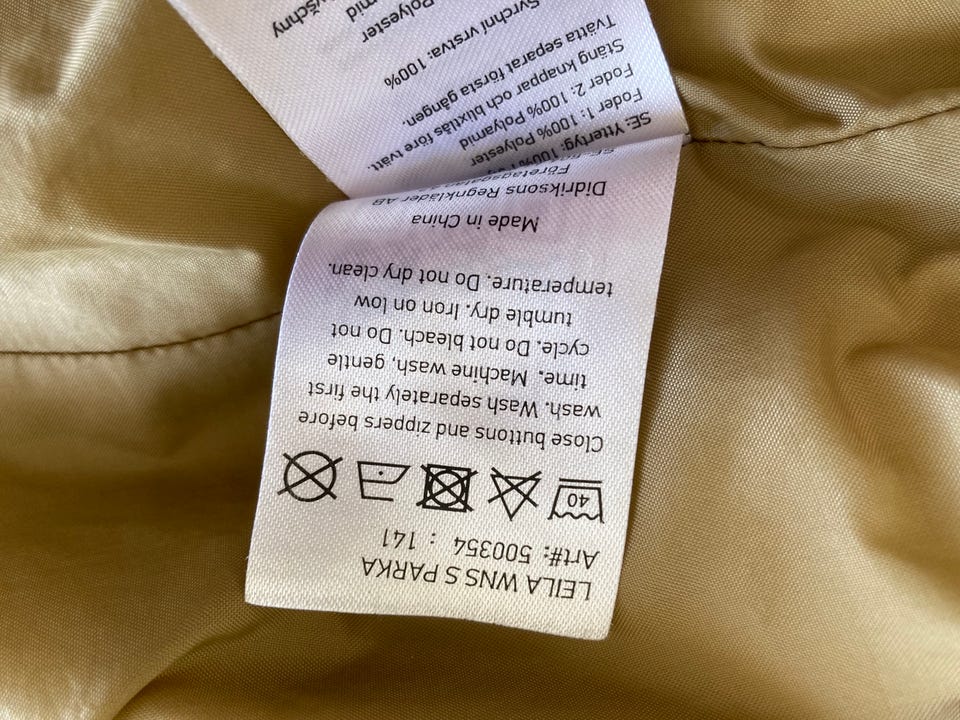 LEILA WNS S PARKA
Art#: 500354 : 141
40
Close buttons and zippers before
wash. Wash separately the first
time. Machine wash, gentle
cycle. Do not bleach. Do not
tumble dry. Iron on low
temperature. Do not dry clean.
Made in China
Didriksons Regnkläder AB
Företagsgatan
SE: Yttertyg: 100%
Foder 1: 100% Polyester
Foder 2: 100% Polyamid
Stäng knappar och blixtlås före tvätt.
Tvätta separat första gången.
Svrchní vrstva: 100%
Polyester